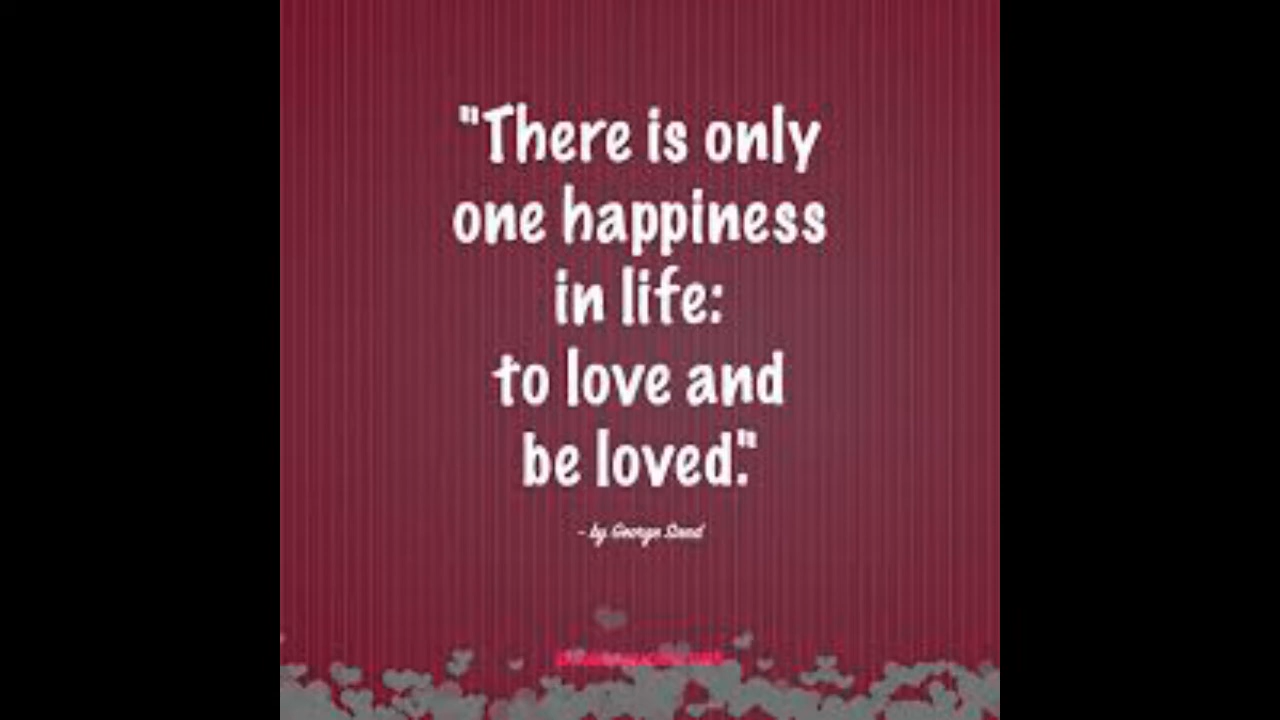 "There is only
one happiness
in life:
to love and
be loved."
- by George Sand